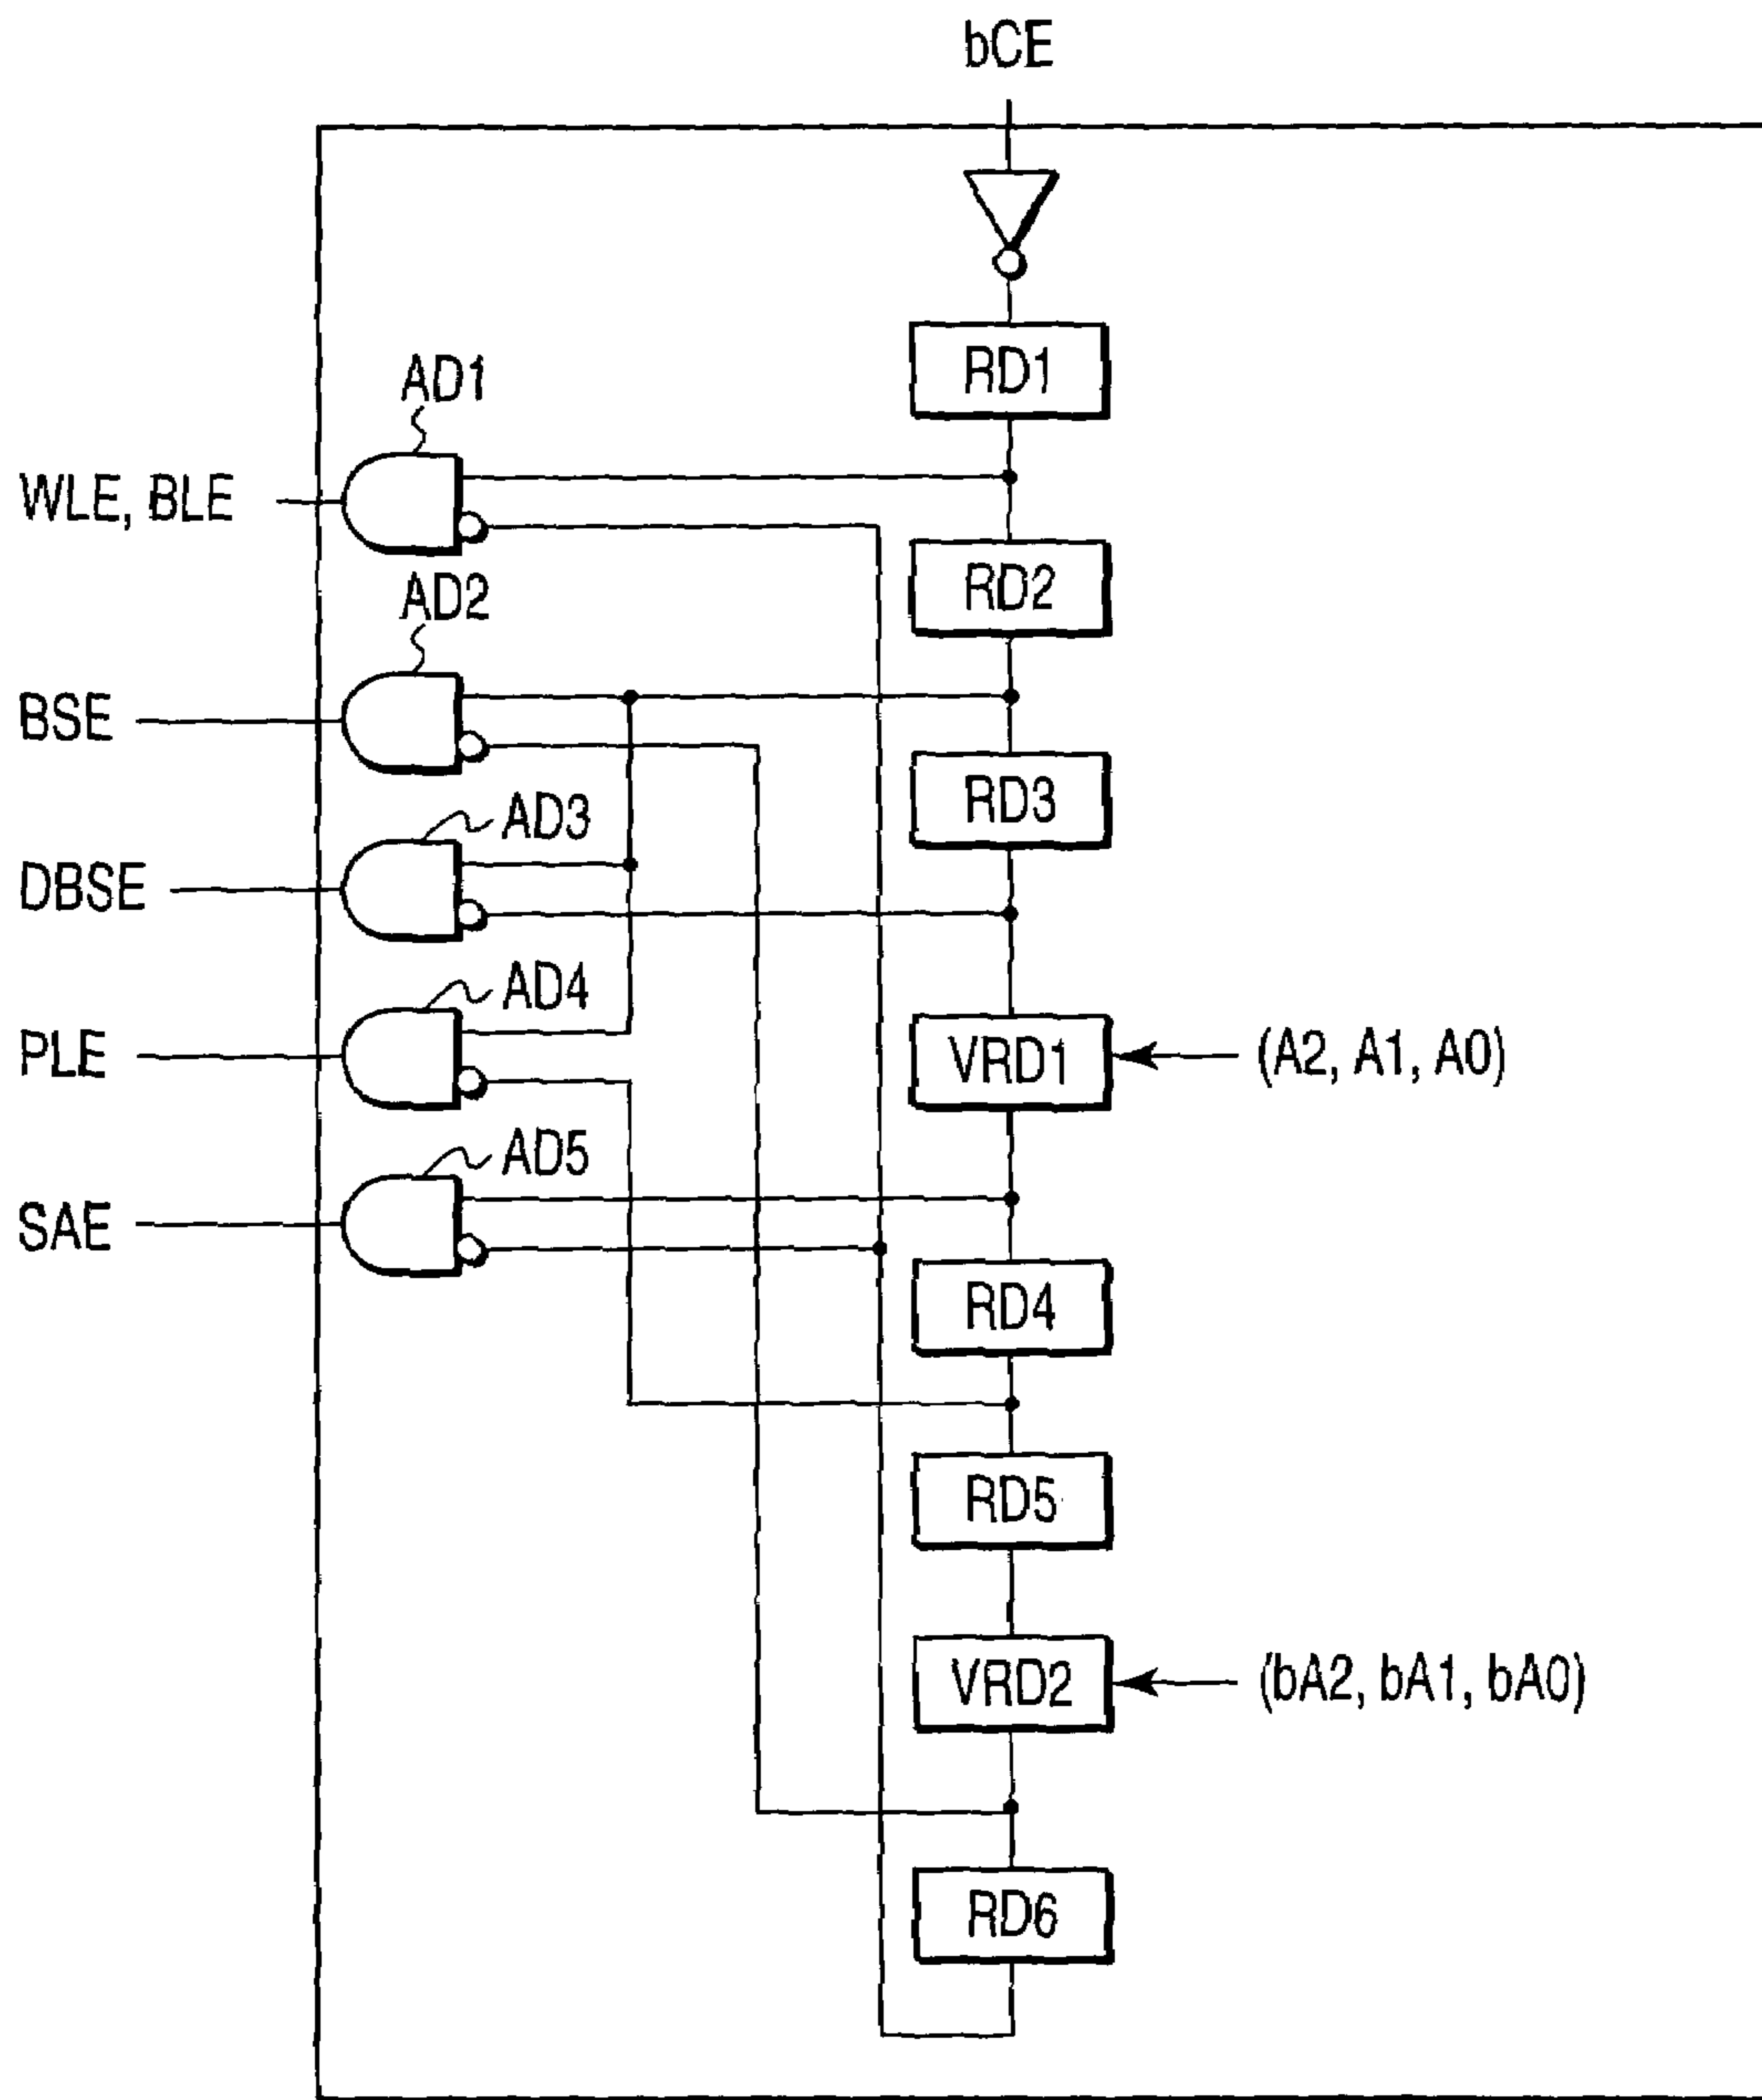 bCE
RD1
AD1
WLE, BLE
RD2
AD2
BSE
RD3
AD3
DBSE
AD4
PLE
VRD1
(A2, A1, A0)
AD5
SAE
RD4
RD5
VRD2
(bA2, bA1, bA0)
RD6